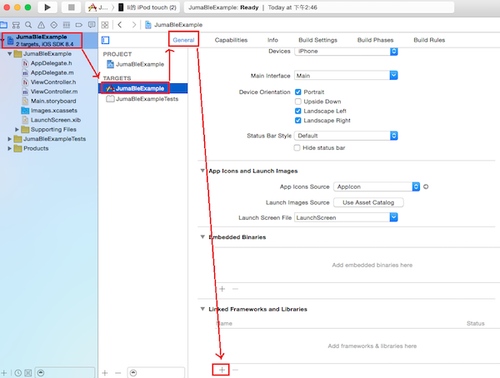 JumaBleExample: Ready | Today at 下午2:46
JumaBleExample
JumaBleExample
2 targets, iOS SDK 8.4
JumaBleExample
AppDelegate.h
AppDelegate.m
ViewController.h
ViewController.m
Main.storyboard
Images.xcassets
LaunchScreen.xib
Supporting Files
JumaBleExampleTests
Products
PROJECT
JumaBleExample
TARGETS
JumaBleExample
JumaBleExampleTests
General
Capabilities
Info
Build Settings
Build Phases
Build Rules
Devices
iPhone
Main Interface
Main
Device Orientation
Portrait
Upside Down
Landscape Left
Landscape Right
Status Bar Style
Default
Hide status bar
App Icons and Launch Images
App Icons Source
AppIcon
Launch Images Source
Use Asset Catalog
Launch Screen File
LaunchScreen
Embedded Binaries
Add embedded binaries here
Linked Frameworks and Libraries
Name
Status
Add frameworks & libraries here